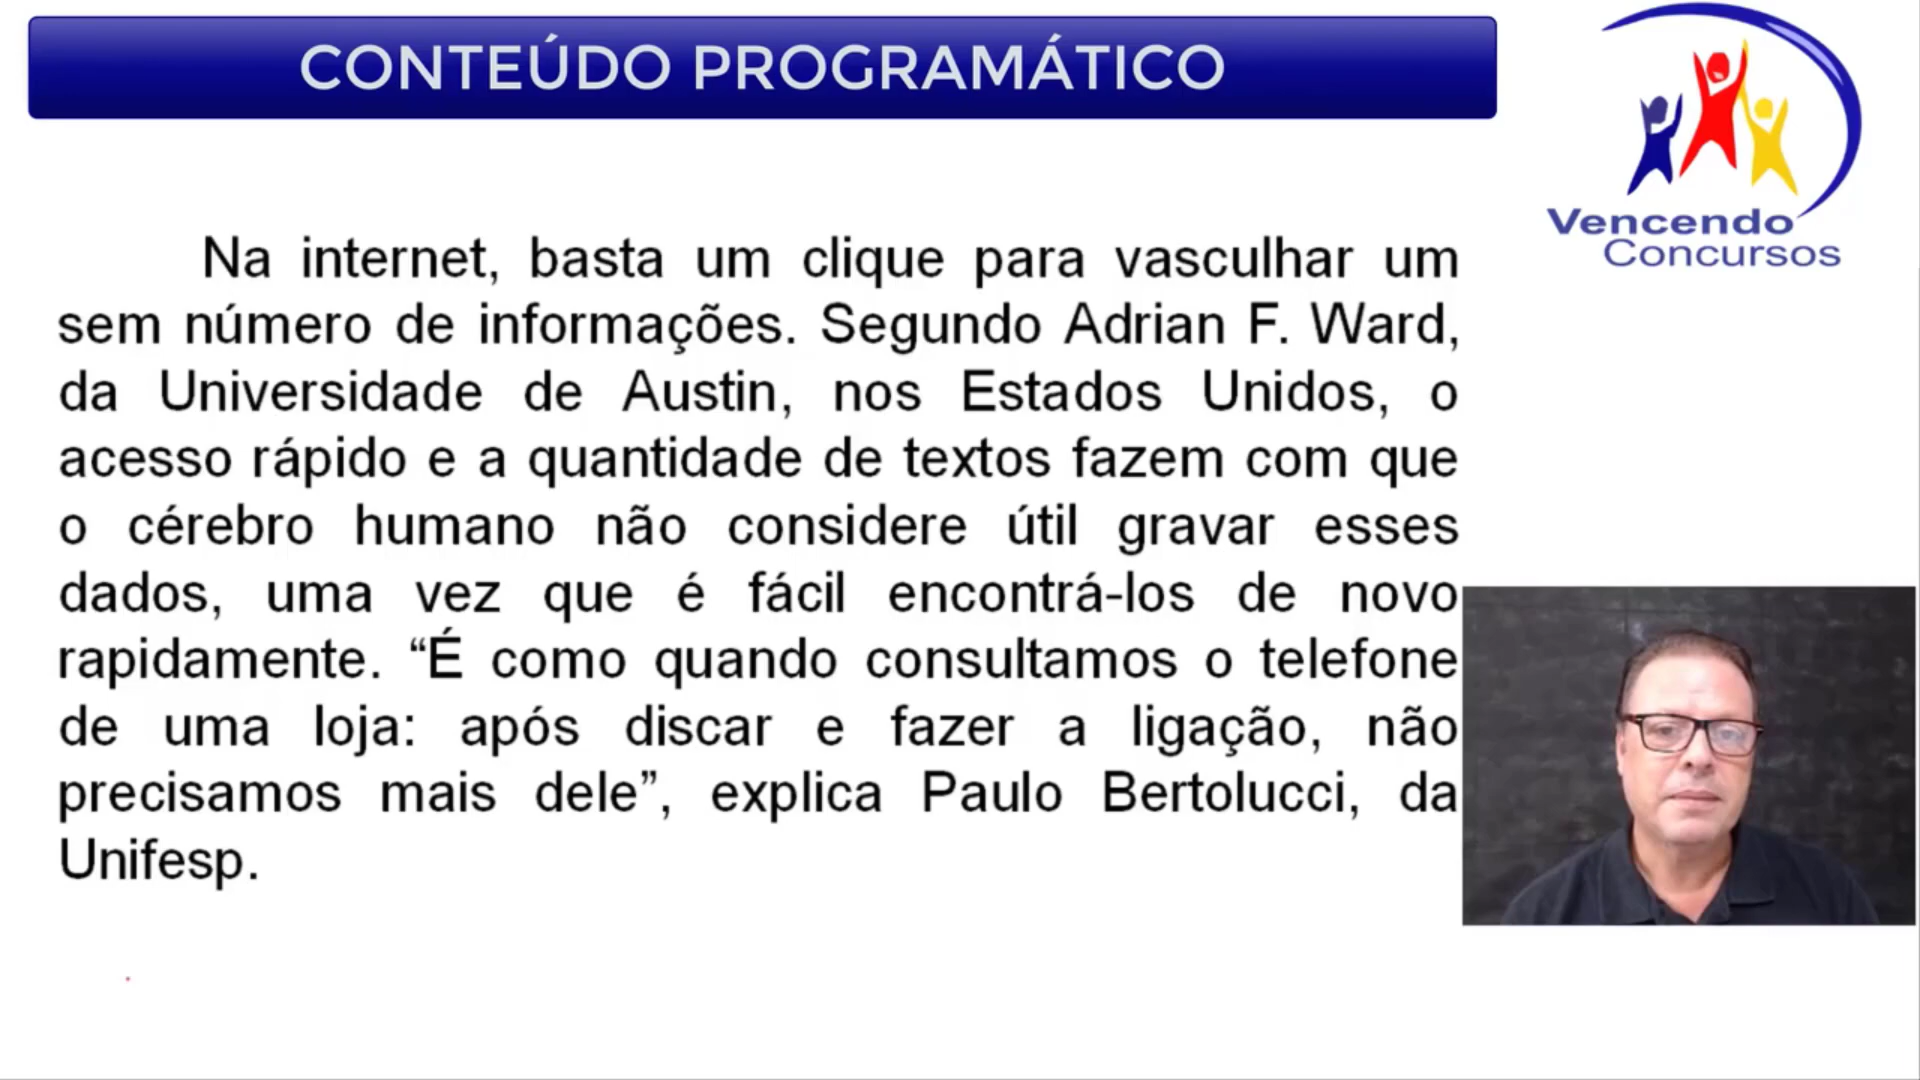 CONTEÚDO PROGRAMÁTICO
Vencendo
Concursos
Na internet, basta um clique para vasculhar um
sem número de informações. Segundo Adrian F. Ward,
da Universidade de Austin, nos Estados Unidos, o
acesso rápido e a quantidade de textos fazem com que
o cérebro humano não considere útil gravar esses
dados, uma vez que é fácil encontrá-los de novo
rapidamente. “É como quando consultamos o telefone
de uma loja: após discar e fazer a ligação, não
precisamos mais dele”, explica Paulo Bertolucci, da
Unifesp.